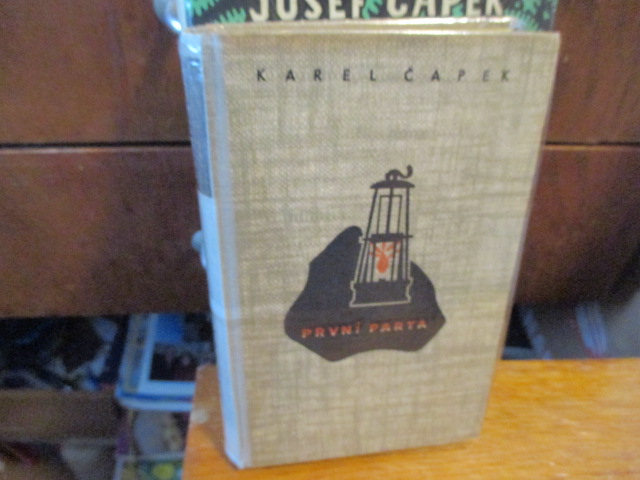 JOSEF ČAPEK
KAREL ČAPEK
PRVNÍ PARTA